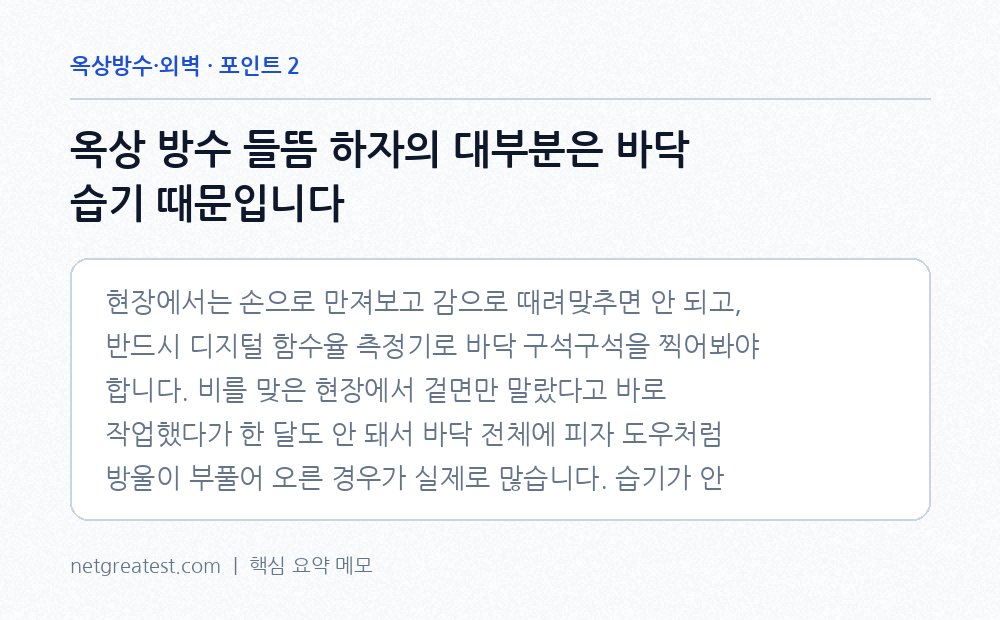 옥상방수·외벽 · 포인트 2
옥상 방수 들뜸 하자의 대부분은 바닥
습기 때문입니다
현장에서는 손으로 만져보고 감으로 때려맞추면 안 되고,
반드시 디지털 함수율 측정기로 바닥 구석구석을 찍어봐야
합니다. 비를 맞은 현장에서 겉면만 말랐다고 바로
작업했다가 한 달도 안 돼서 바닥 전체에 피자 도우처럼
방울이 부풀어 오른 경우가 실제로 많습니다. 습기가 안
netgreatest.com | 핵심 요약 메모